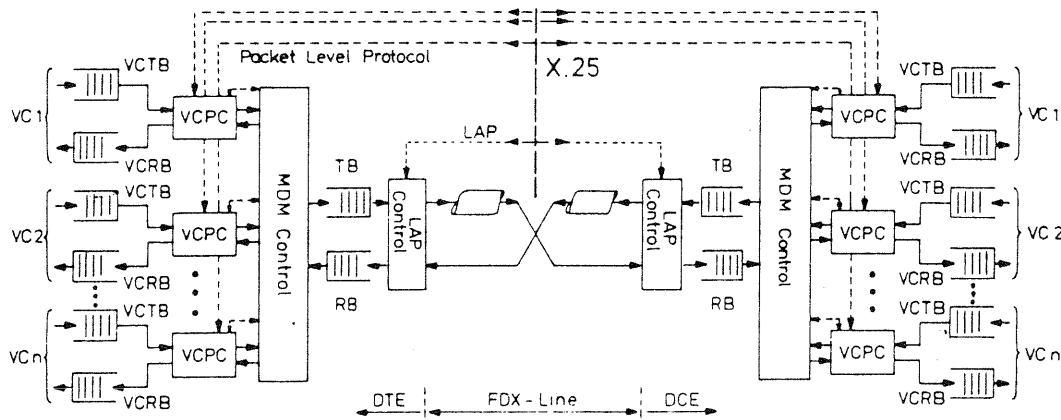 Packet Level Protocol
X.25
VCTB
VC1
VCPC
VCRB
VCTB
VC2
VCPC
VCRB
VCTB
VCn
VCPC
VCRB
MDM Control
TB
RB
LAP
LAP Control
LAP Control
TB
RB
MDM Control
VCTB
VCPC
VC1
VCRB
VCTB
VCPC
VC2
VCRB
VCTB
VCPC
VCn
VCRB
DTE
FDX-Line
DCE